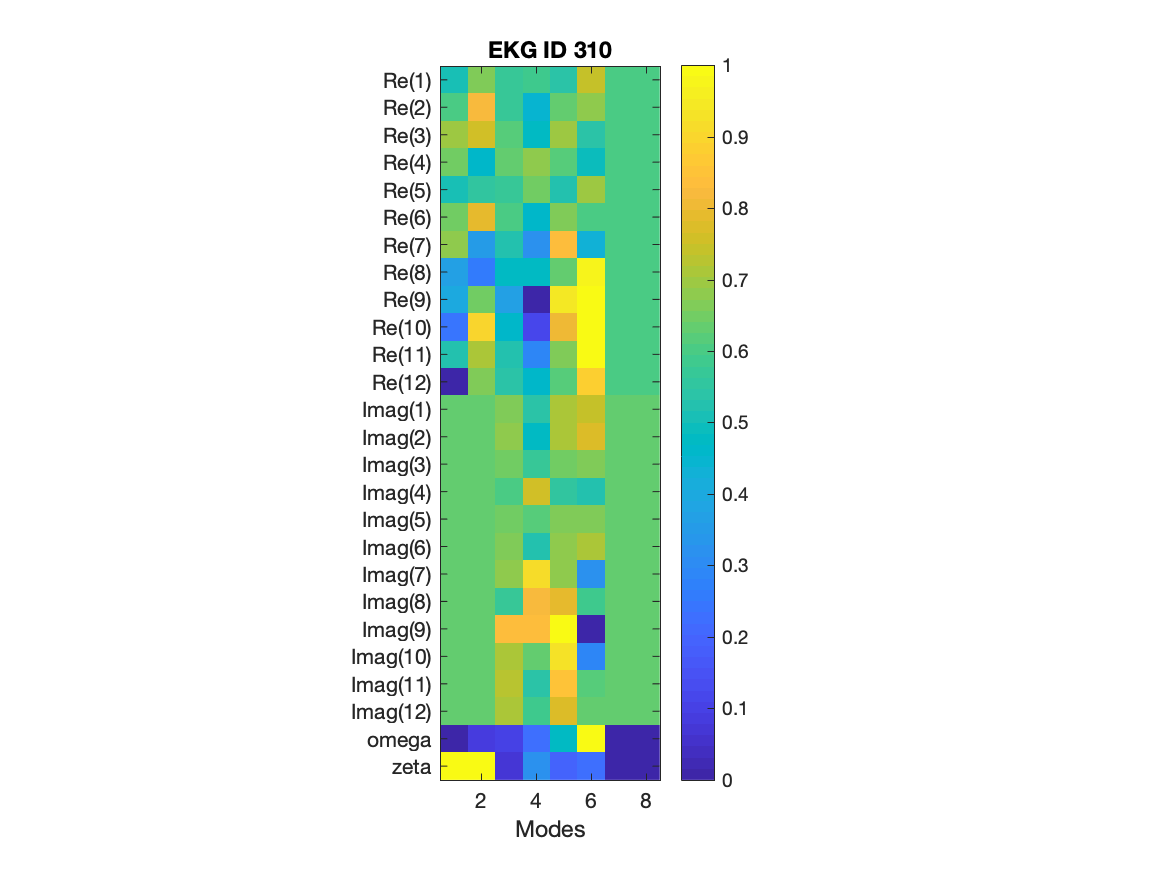 EKG ID 310
Re(1)
Re(2)
Re(3)
Re(4)
Re(5)
Re(6)
Re(7)
Re(8)
Re(9)
Re(10)
Re(11)
Re(12)
Imag(1)
Imag(2)
Imag(3)
Imag(4)
Imag(5)
Imag(6)
Imag(7)
Imag(8)
Imag(9)
Imag(10)
Imag(11)
Imag(12)
omega
zeta
2 4 6 8
Modes
1
0.9
0.8
0.7
0.6
0.5
0.4
0.3
0.2
0.1
0